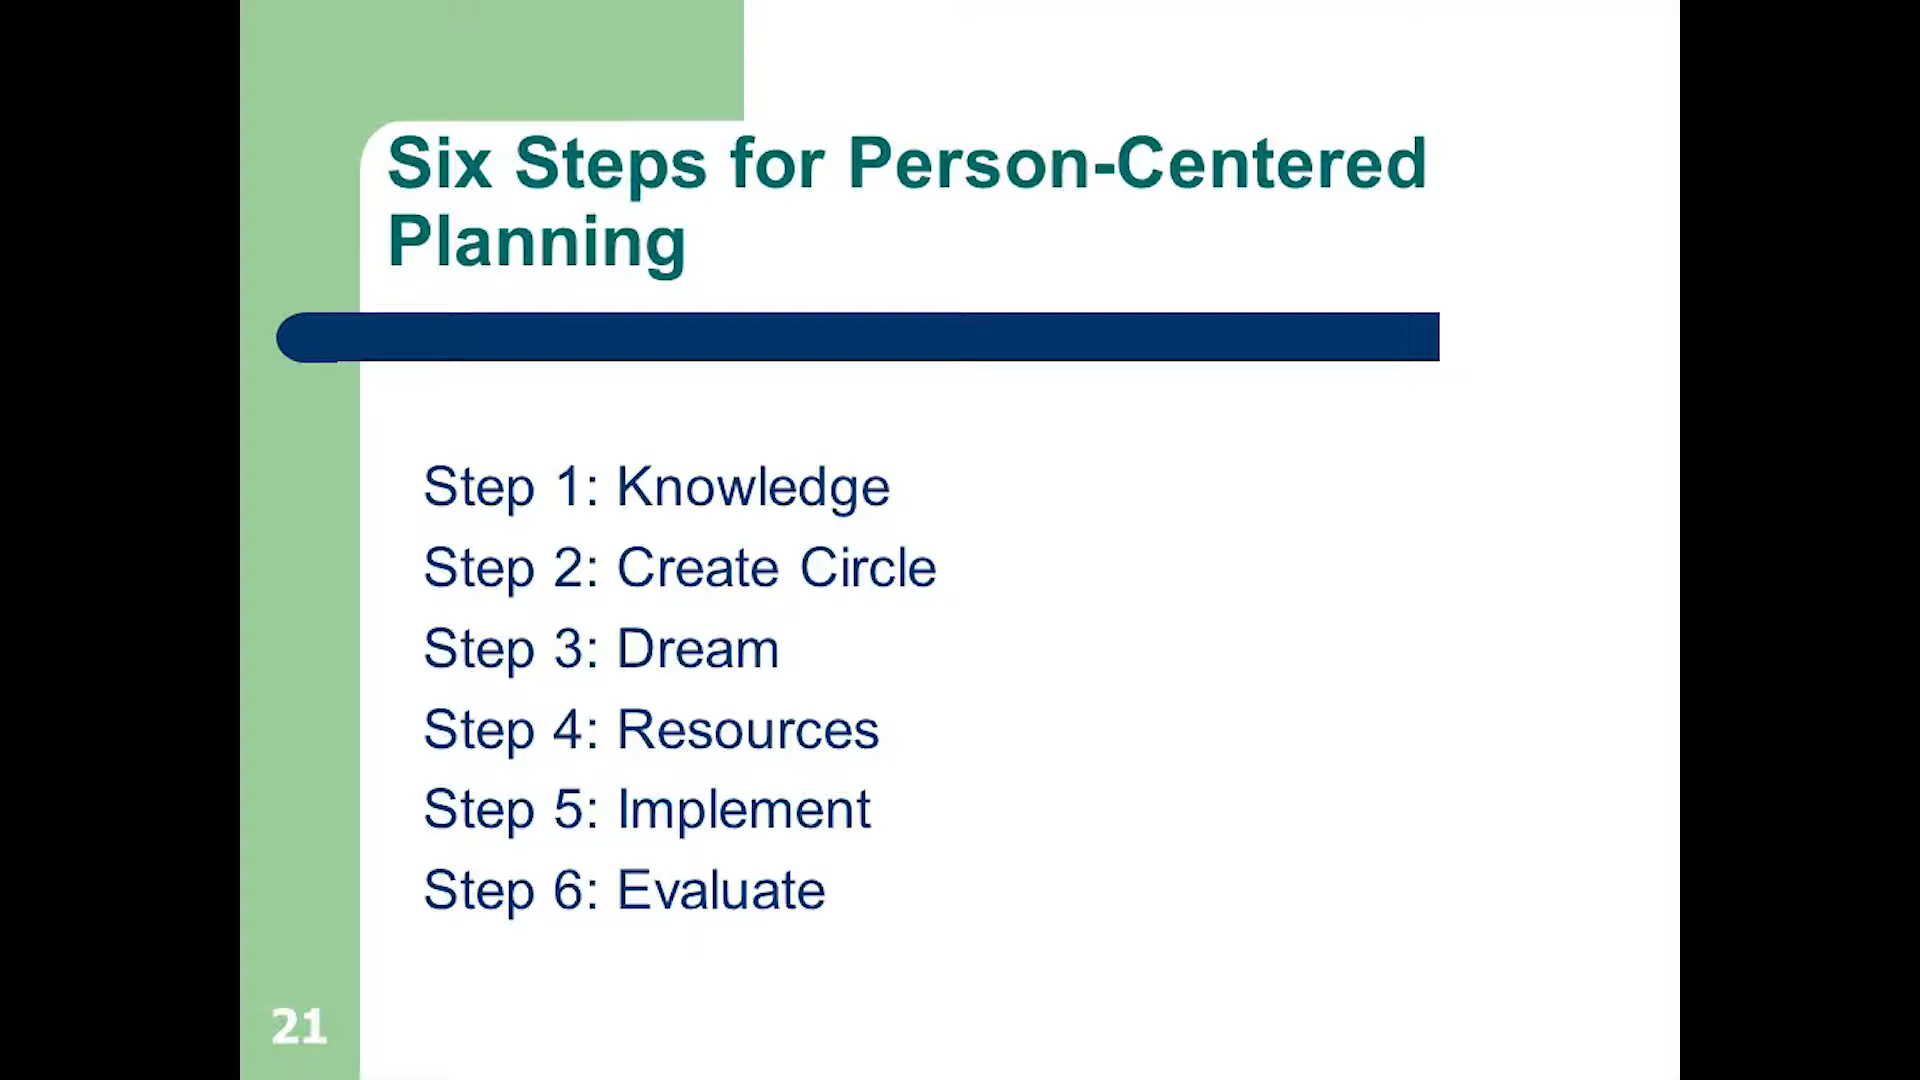 Six Steps for Person-Centered
Planning
Step 1: Knowledge
Step 2: Create Circle
Step 3: Dream
Step 4: Resources
Step 5: Implement
Step 6: Evaluate
21